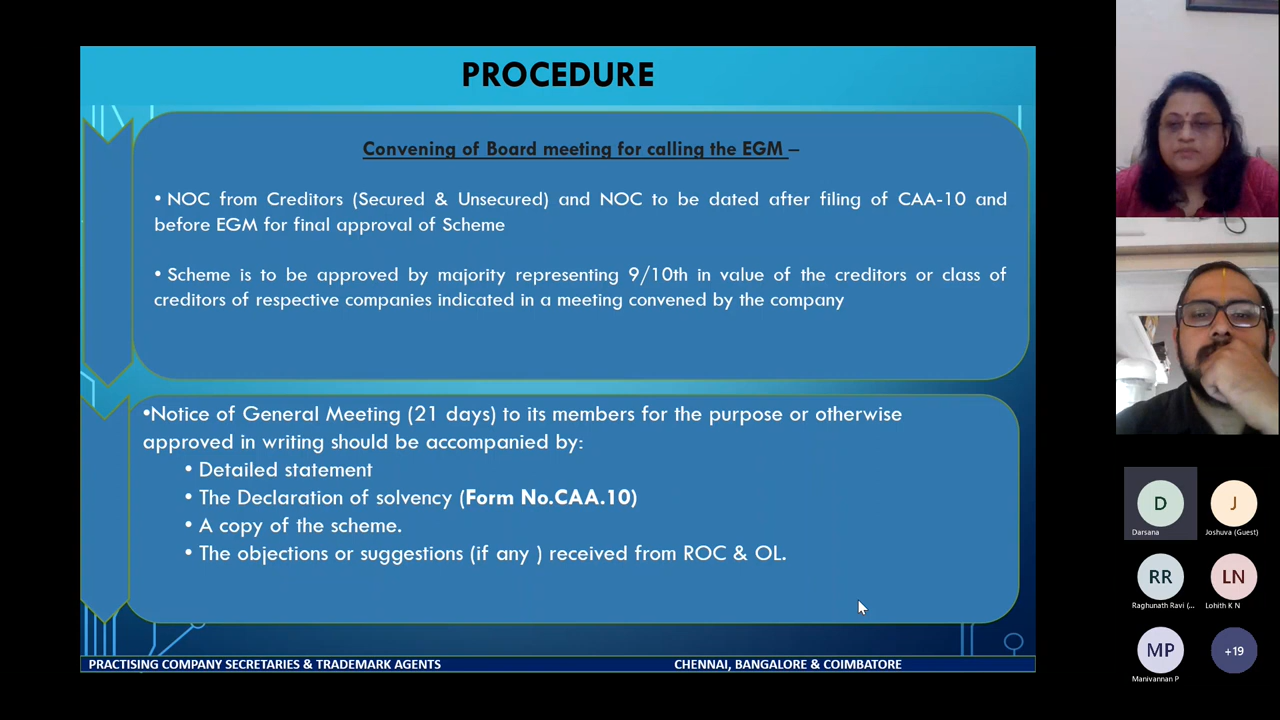 PROCEDURE
Convening of Board meeting for calling the EGM –
• NOC from Creditors (Secured & Unsecured) and NOC to be dated after filing of CAA-10 and
before EGM for final approval of Scheme
• Scheme is to be approved by majority representing 9/10th in value of the creditors or class of
creditors of respective companies indicated in a meeting convened by the company
•Notice of General Meeting (21 days) to its members for the purpose or otherwise
approved in writing should be accompanied by:
• Detailed statement
• The Declaration of solvency (Form No.CAA.10)
• A copy of the scheme.
• The objections or suggestions (if any ) received from ROC & OL.
PRACTISING COMPANY SECRETARIES & TRADEMARK AGENTS CHENNAI, BANGALORE & COIMBATORE
D J
Darsana Joshuva (Guest)
RR LN
Raghunath Ravi (... Lohith K N
MP +19
Manivannan P